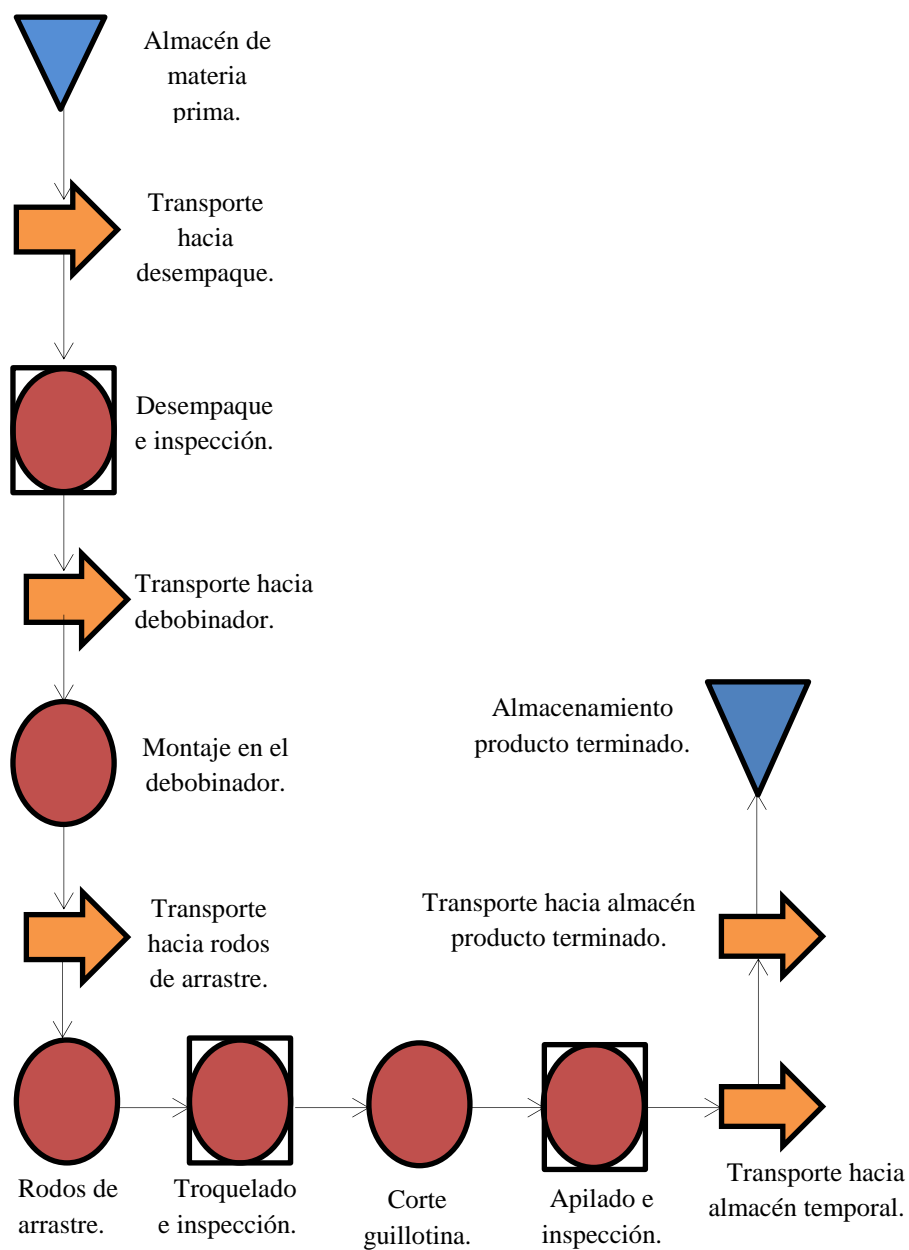 Almacén de
materia
prima.
Transporte
hacia
desempaque.
Desempaque
e inspección.
Transporte hacia
debobinador.
Montaje en el
debobinador.
Transporte
hacia rodos
de arrastre.
Rodos de
arrastre.
Troquelado
e inspección.
Corte
guillotina.
Apilado e
inspección.
Transporte hacia
almacén temporal.
Transporte hacia almacén
producto terminado.
Almacenamiento
producto terminado.